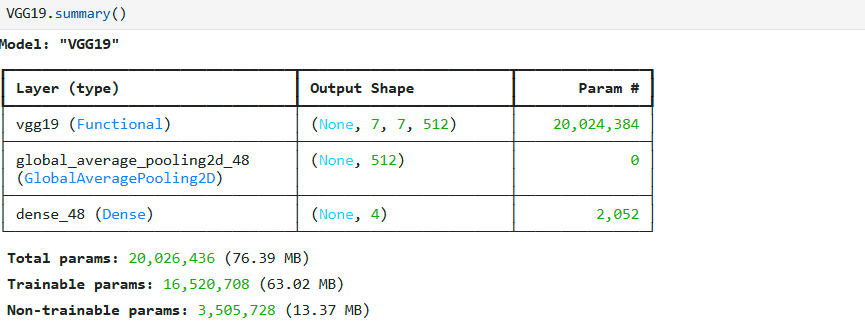 VGG19.summary()
Model: "VGG19"
Layer (type) Output Shape Param #
vgg19 (Functional) (None, 7, 7, 512) 20,024,384
global_average_pooling2d_48 (None, 512) 0
(GlobalAveragePooling2D)
dense_48 (Dense) (None, 4) 2,052
Total params: 20,026,436 (76.39 MB)
Trainable params: 16,520,708 (63.02 MB)
Non-trainable params: 3,505,728 (13.37 MB)